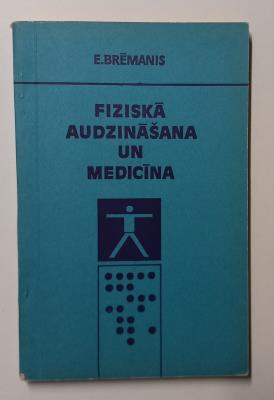 E.BRĒMANIS
FIZISKĀ
AUDZINĀŠANA
UN
MEDICĪNA